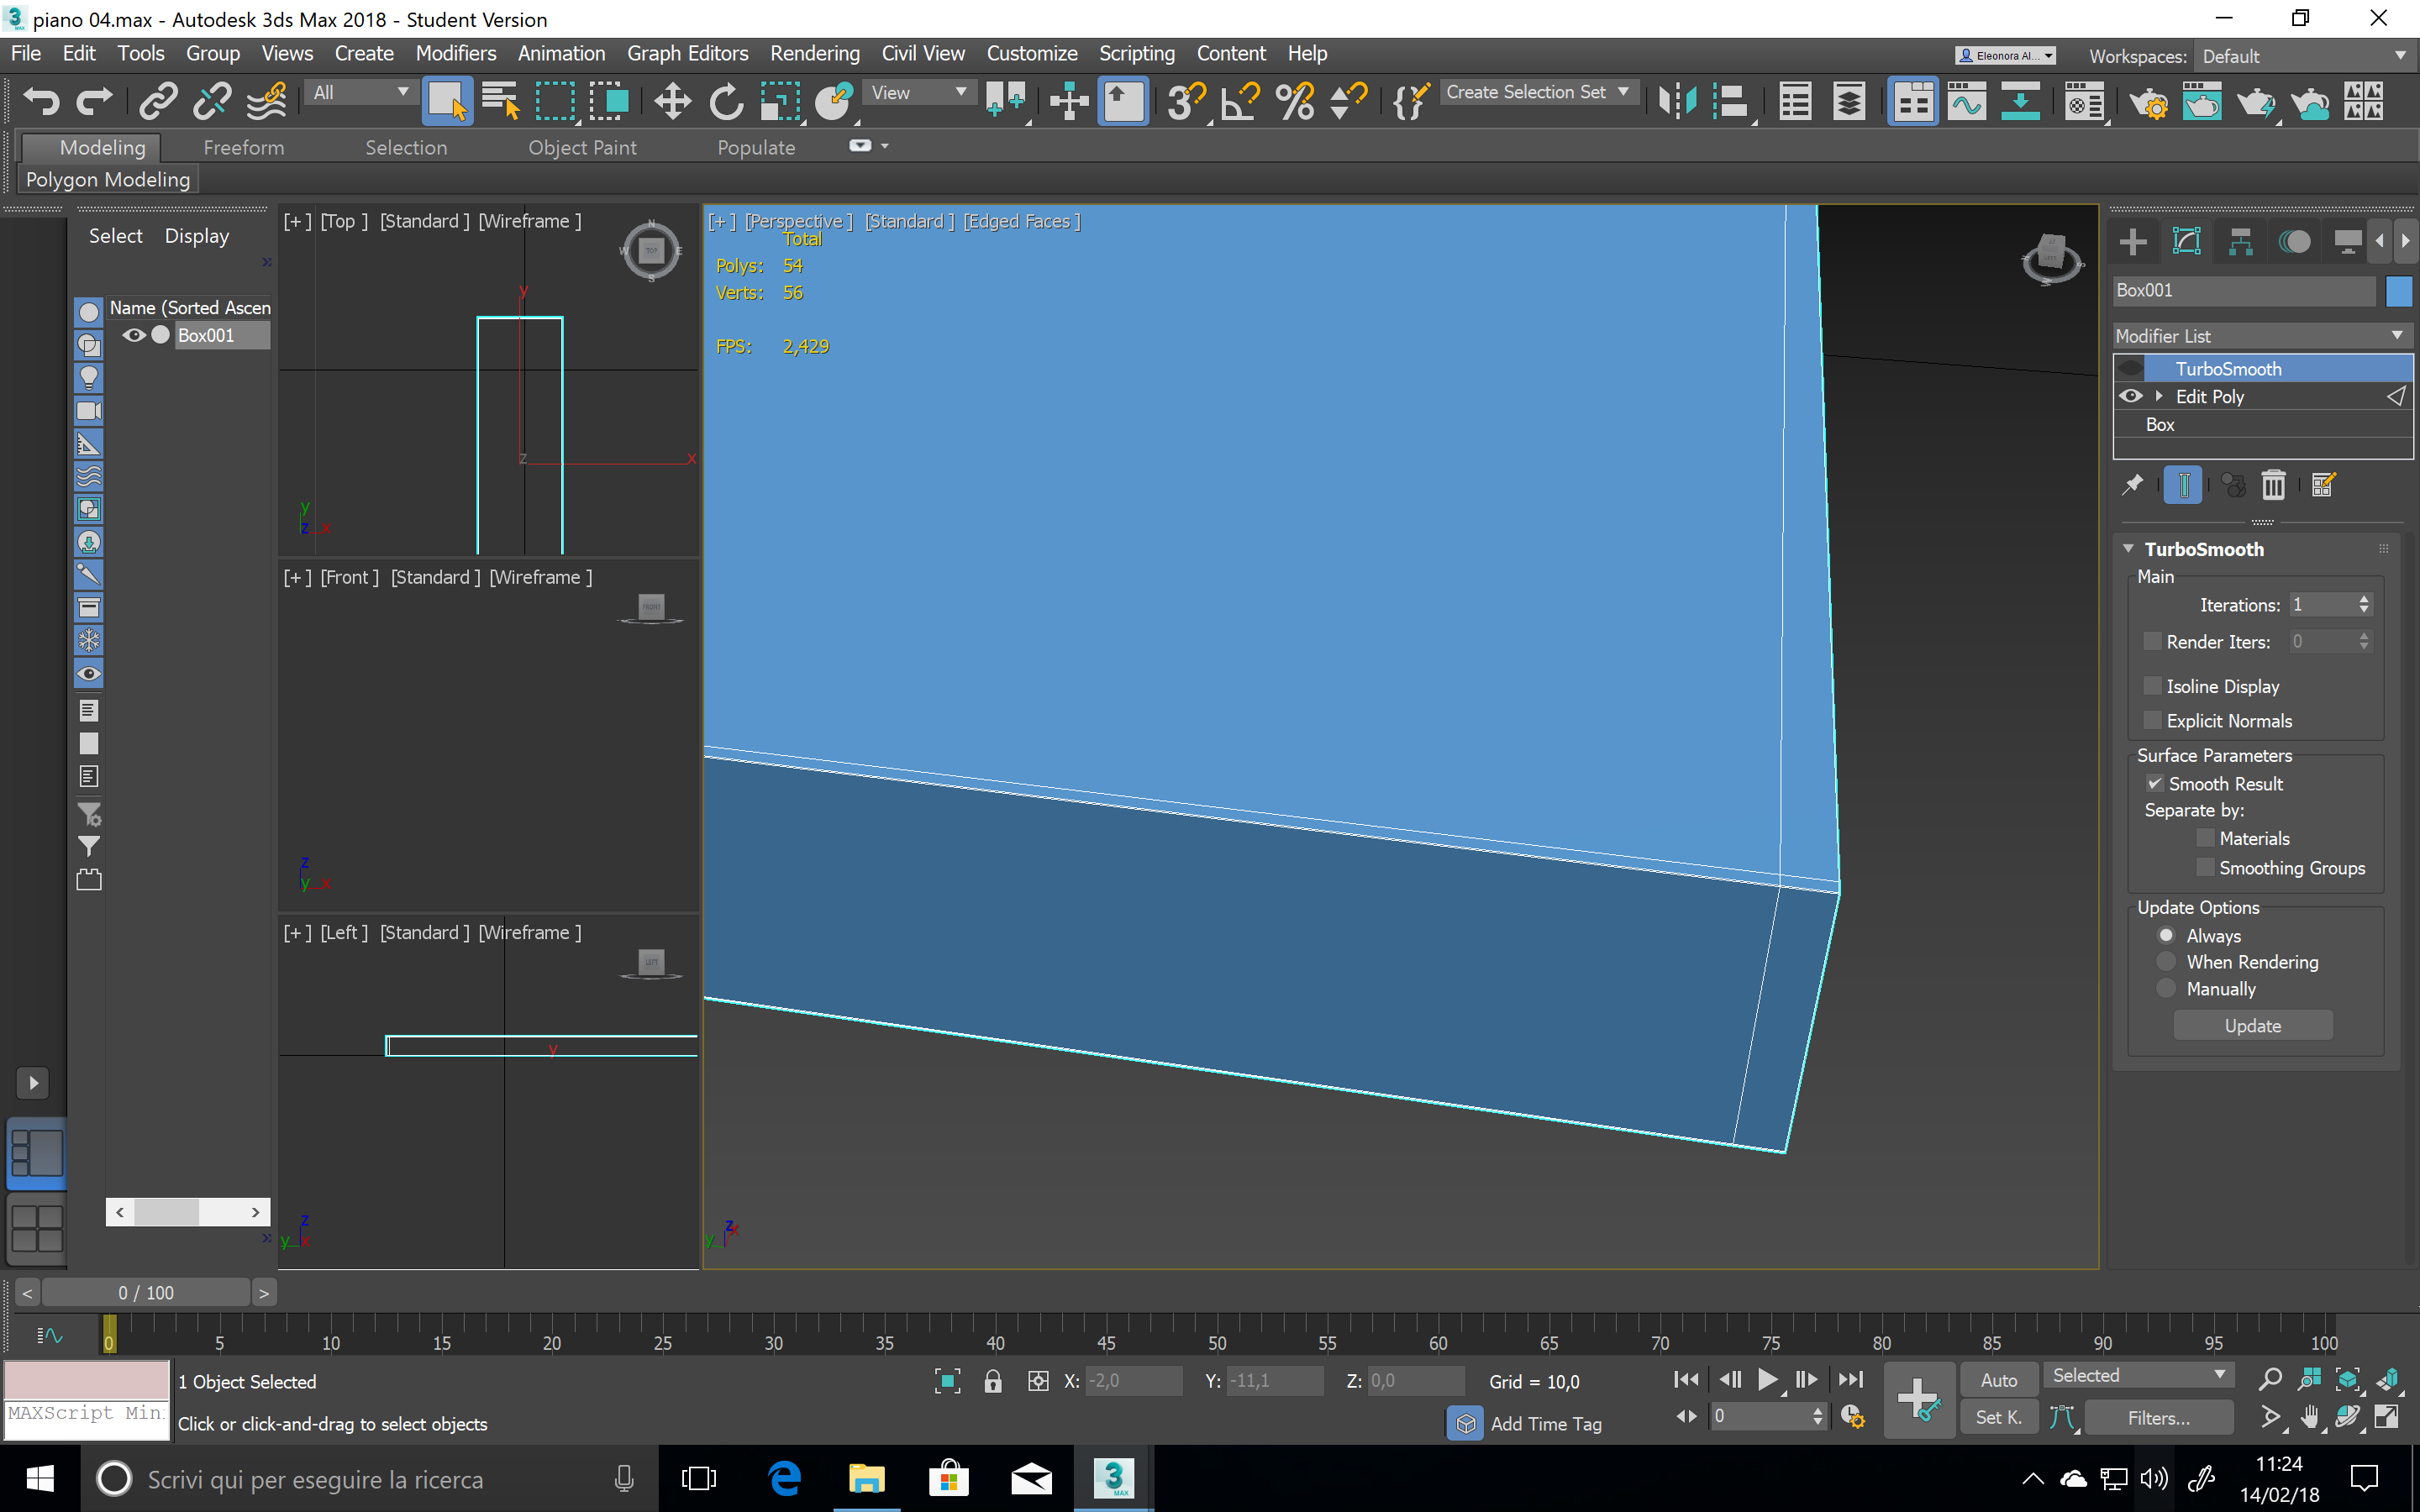 piano 04.max - Autodesk 3ds Max 2018 - Student Version
File Edit Tools Group Views Create Modifiers Animation Graph Editors Rendering Civil View Customize Scripting Content Help
Eleonora Al... Workspaces: Default
All View Create Selection Set
Modeling Freeform Selection Object Paint Populate
Polygon Modeling
Select Display
Name (Sorted Ascen
Box001
[+] [Top ] [Standard ] [Wireframe ]
N
W TOP E
S
y
z x
y
z x
[+] [Front ] [Standard ] [Wireframe ]
FRONT
z
y x
[+] [Left ] [Standard ] [Wireframe ]
LEFT
y
z
y x
[+] [Perspective ] [Standard ] [Edged Faces ]
Total
Polys: 54
Verts: 56
FPS: 2,429
z x
y
Box001
Modifier List
TurboSmooth
Edit Poly
Box
TurboSmooth
Main
Iterations: 1
Render Iters: 0
Isoline Display
Explicit Normals
Surface Parameters
Smooth Result
Separate by:
Materials
Smoothing Groups
Update Options
Always
When Rendering
Manually
Update
< 0 / 100 >
0 5 10 15 20 25 30 35 40 45 50 55 60 65 70 75 80 85 90 95 100
1 Object Selected X: -2,0 Y: -11,1 Z: 0,0 Grid = 10,0 Auto Selected
MAXScript Min Click or click-and-drag to select objects Add Time Tag 0 Set K. Filters...
Scrivi qui per eseguire la ricerca
3
MAX
11:24
14/02/18